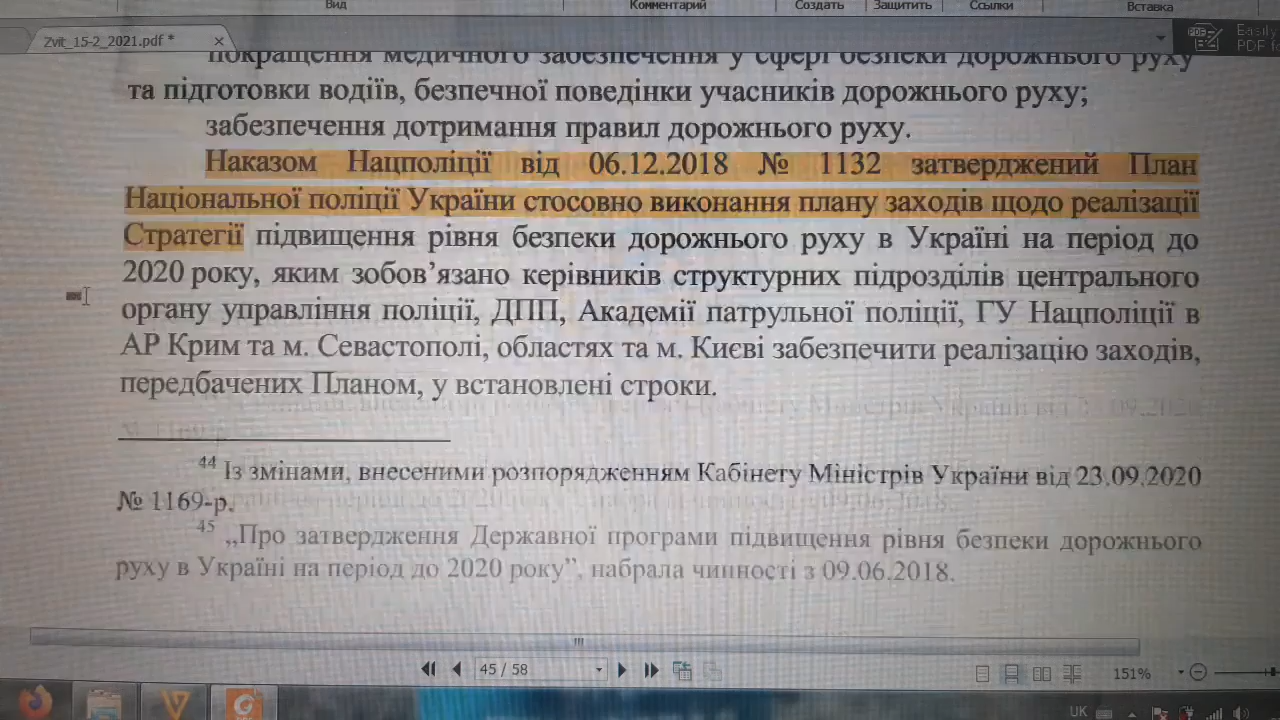 Вид Комментарий Создать Защитить Ссылки Вставка
Zvit_15-2_2021.pdf * ×
Easily
PDF
покращення медичного забезпечення у сфері безпеки дорожнього руху
та підготовки водіїв, безпечної поведінки учасників дорожнього руху;
забезпечення дотримання правил дорожнього руху.
Наказом Нацполіції від 06.12.2018 № 1132 затверджений План
Національної поліції України стосовно виконання плану заходів щодо реалізації
Стратегії підвищення рівня безпеки дорожнього руху в Україні на період до
2020 року, яким зобов’язано керівників структурних підрозділів центрального
органу управління поліції, ДПП, Академії патрульної поліції, ГУ Нацполіції в
АР Крим та м. Севастополі, областях та м. Києві забезпечити реалізацію заходів,
передбачених Планом, у встановлені строки.
44 Із змінами, внесеними розпорядженням Кабінету Міністрів України від 23.09.2020
№ 1169-р.
45 „Про затвердження Державної програми підвищення рівня безпеки дорожнього
руху в Україні на період до 2020 року”, набрала чинності з 09.06.2018.
45 / 58
151%
UK